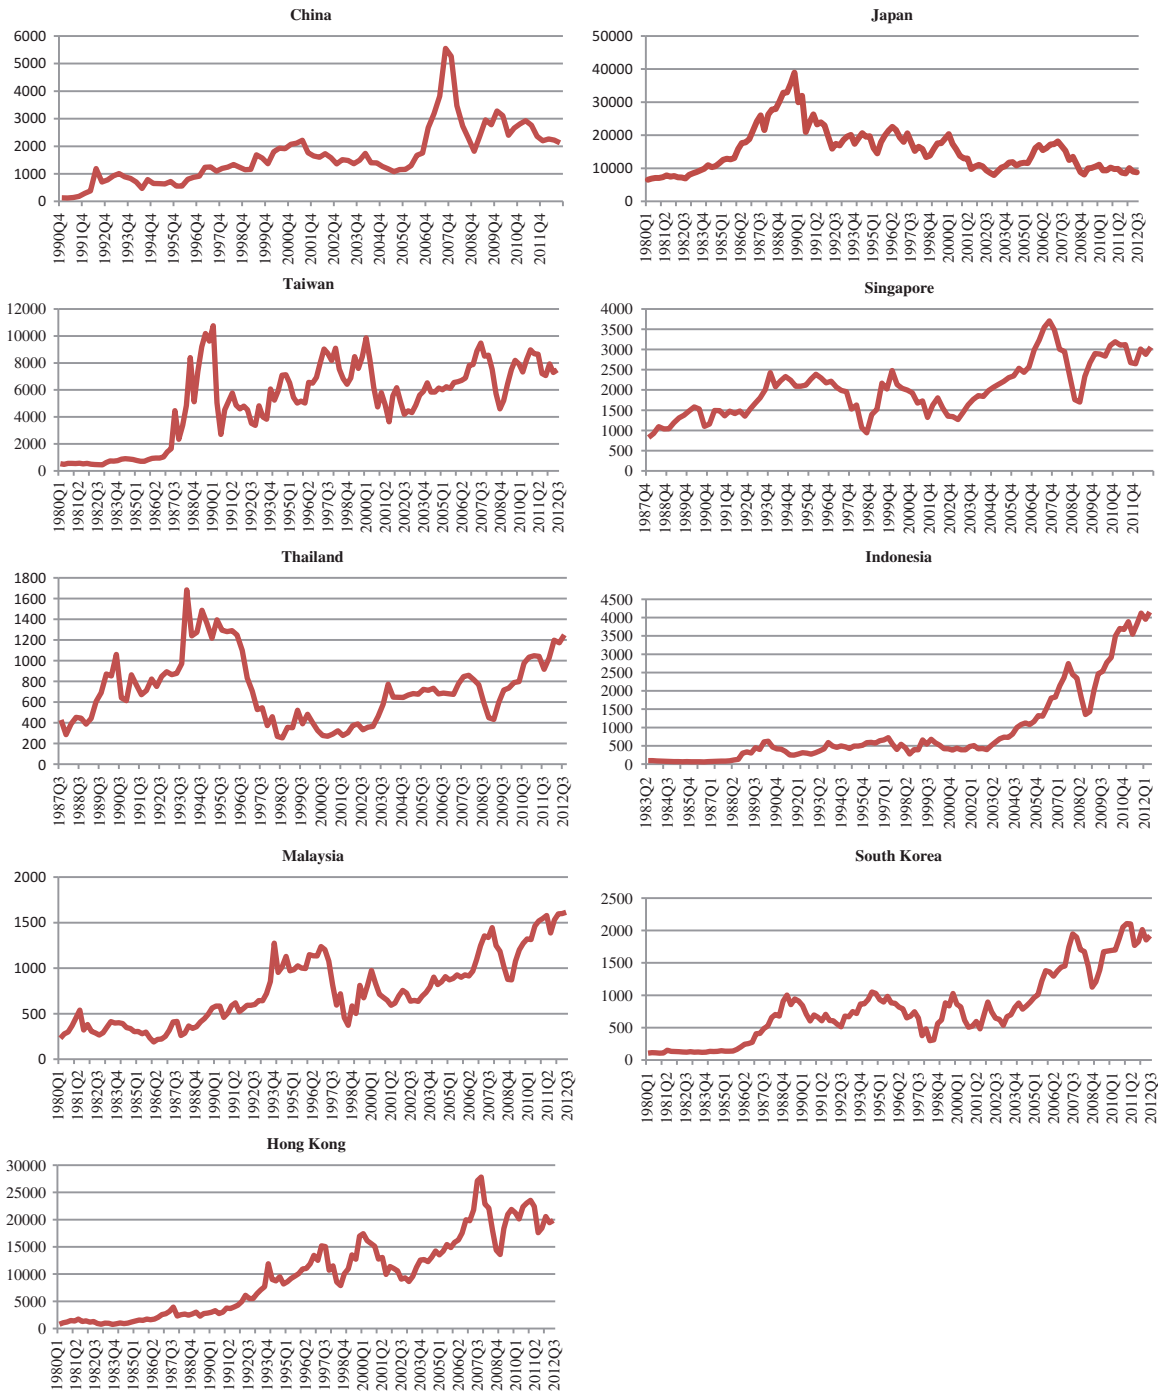 China
6000
5000
4000
3000
2000
1000
0
1990Q4
1991Q4
1992Q4
1993Q4
1994Q4
1995Q4
1996Q4
1997Q4
1998Q4
1999Q4
2000Q4
2001Q4
2002Q4
2003Q4
2004Q4
2005Q4
2006Q4
2007Q4
2008Q4
2009Q4
2010Q4
2011Q4
Japan
50000
40000
30000
20000
10000
0
1980Q1
1981Q2
1982Q3
1983Q4
1985Q1
1986Q2
1987Q3
1988Q4
1990Q1
1991Q2
1992Q3
1993Q4
1995Q1
1996Q2
1997Q3
1998Q4
2000Q1
2001Q2
2002Q3
2003Q4
2005Q1
2006Q2
2007Q3
2008Q4
2010Q1
2011Q2
2012Q3
Taiwan
12000
10000
8000
6000
4000
2000
0
1980Q1
1981Q2
1982Q3
1983Q4
1985Q1
1986Q2
1987Q3
1988Q4
1990Q1
1991Q2
1992Q3
1993Q4
1995Q1
1996Q2
1997Q3
1998Q4
2000Q1
2001Q2
2002Q3
2003Q4
2005Q1
2006Q2
2007Q3
2008Q4
2010Q1
2011Q2
2012Q3
Singapore
4000
3500
3000
2500
2000
1500
1000
500
0
1987Q4
1988Q4
1989Q4
1990Q4
1991Q4
1992Q4
1993Q4
1994Q4
1995Q4
1996Q4
1997Q4
1998Q4
1999Q4
2000Q4
2001Q4
2002Q4
2003Q4
2004Q4
2005Q4
2006Q4
2007Q4
2008Q4
2009Q4
2010Q4
2011Q4
Thailand
1800
1600
1400
1200
1000
800
600
400
200
0
1987Q3
1988Q3
1989Q3
1990Q3
1991Q3
1992Q3
1993Q3
1994Q3
1995Q3
1996Q3
1997Q3
1998Q3
1999Q3
2000Q3
2001Q3
2002Q3
2003Q3
2004Q3
2005Q3
2006Q3
2007Q3
2008Q3
2009Q3
2010Q3
2011Q3
2012Q3
Indonesia
4500
4000
3500
3000
2500
2000
1500
1000
500
0
1983Q2
1984Q3
1985Q4
1987Q1
1988Q2
1989Q3
1990Q4
1992Q1
1993Q2
1994Q3
1995Q4
1997Q1
1998Q2
1999Q3
2000Q4
2002Q1
2003Q2
2004Q3
2005Q4
2007Q1
2008Q2
2009Q3
2010Q4
2012Q1
Malaysia
2000
1500
1000
500
0
1980Q1
1981Q2
1982Q3
1983Q4
1985Q1
1986Q2
1987Q3
1988Q4
1990Q1
1991Q2
1992Q3
1993Q4
1995Q1
1996Q2
1997Q3
1998Q4
2000Q1
2001Q2
2002Q3
2003Q4
2005Q1
2006Q2
2007Q3
2008Q4
2010Q1
2011Q2
2012Q3
South Korea
2500
2000
1500
1000
500
0
1980Q1
1981Q2
1982Q3
1983Q4
1985Q1
1986Q2
1987Q3
1988Q4
1990Q1
1991Q2
1992Q3
1993Q4
1995Q1
1996Q2
1997Q3
1998Q4
2000Q1
2001Q2
2002Q3
2003Q4
2005Q1
2006Q2
2007Q3
2008Q4
2010Q1
2011Q2
2012Q3
Hong Kong
30000
25000
20000
15000
10000
5000
0
1980Q1
1981Q2
1982Q3
1983Q4
1985Q1
1986Q2
1987Q3
1988Q4
1990Q1
1991Q2
1992Q3
1993Q4
1995Q1
1996Q2
1997Q3
1998Q4
2000Q1
2001Q2
2002Q3
2003Q4
2005Q1
2006Q2
2007Q3
2008Q4
2010Q1
2011Q2
2012Q3